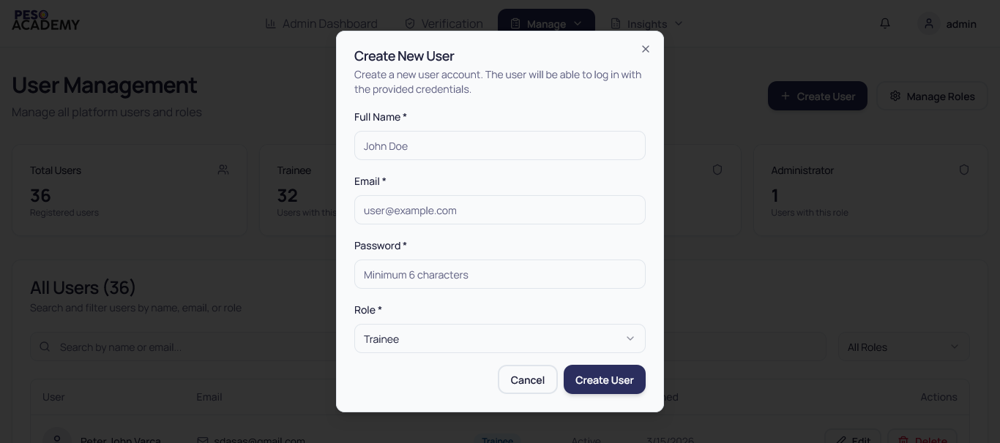 PESO
ACADEMY
Admin Dashboard
Verification
Manage
Insights
admin
User Management
Manage all platform users and roles
Create User
Manage Roles
Total Users
36
Registered users
Trainee
32
Users with this
Administrator
1
Users with this role
All Users (36)
Search and filter users by name, email, or role
Search by name or email...
All Roles
User
Email
Actions
Peter John Varca
sdasas@gmail.com
Trainee
Active
3/15/2026
Edit
Delete
Create New User
Create a new user account. The user will be able to log in with
the provided credentials.
Full Name *
John Doe
Email *
user@example.com
Password *
Minimum 6 characters
Role *
Trainee
Cancel
Create User